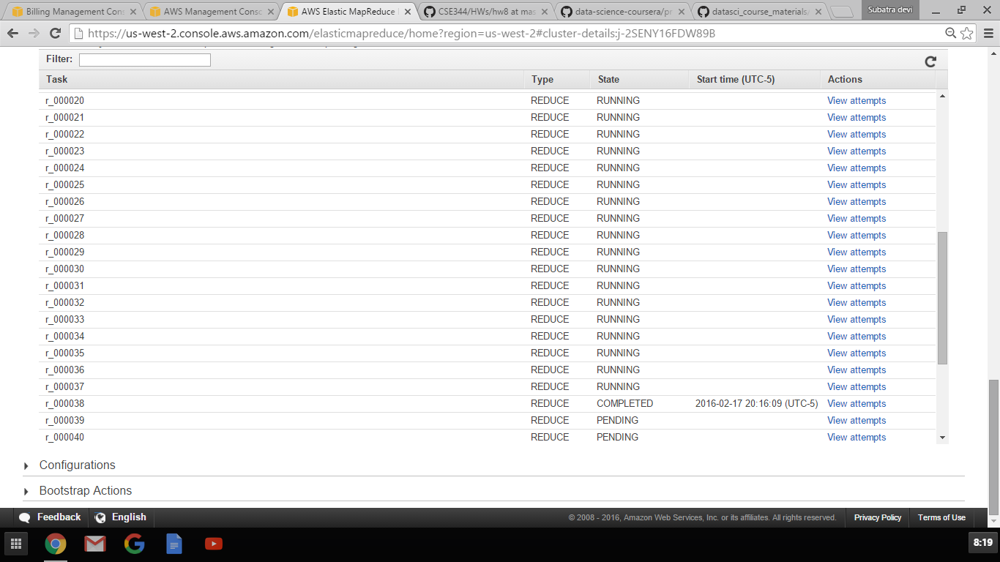 Billing Management Cons
AWS Management Consc
AWS Elastic MapReduce
CSE344/HWs/hw8 at mas
data-science-coursera/pr
datasci_course_materials/
Subatra devi
https://us-west-2.console.aws.amazon.com/elasticmapreduce/home?region=us-west-2#cluster-details:j-2SENY16FDW89B
Filter:
Task Type State Start time (UTC-5) Actions
r_000020 REDUCE RUNNING View attempts
r_000021 REDUCE RUNNING View attempts
r_000022 REDUCE RUNNING View attempts
r_000023 REDUCE RUNNING View attempts
r_000024 REDUCE RUNNING View attempts
r_000025 REDUCE RUNNING View attempts
r_000026 REDUCE RUNNING View attempts
r_000027 REDUCE RUNNING View attempts
r_000028 REDUCE RUNNING View attempts
r_000029 REDUCE RUNNING View attempts
r_000030 REDUCE RUNNING View attempts
r_000031 REDUCE RUNNING View attempts
r_000032 REDUCE RUNNING View attempts
r_000033 REDUCE RUNNING View attempts
r_000034 REDUCE RUNNING View attempts
r_000035 REDUCE RUNNING View attempts
r_000036 REDUCE RUNNING View attempts
r_000037 REDUCE RUNNING View attempts
r_000038 REDUCE COMPLETED 2016-02-17 20:16:09 (UTC-5) View attempts
r_000039 REDUCE PENDING View attempts
r_000040 REDUCE PENDING View attempts
Configurations
Bootstrap Actions
Feedback English © 2008 - 2016, Amazon Web Services, Inc. or its affiliates. All rights reserved. Privacy Policy Terms of Use
8:19